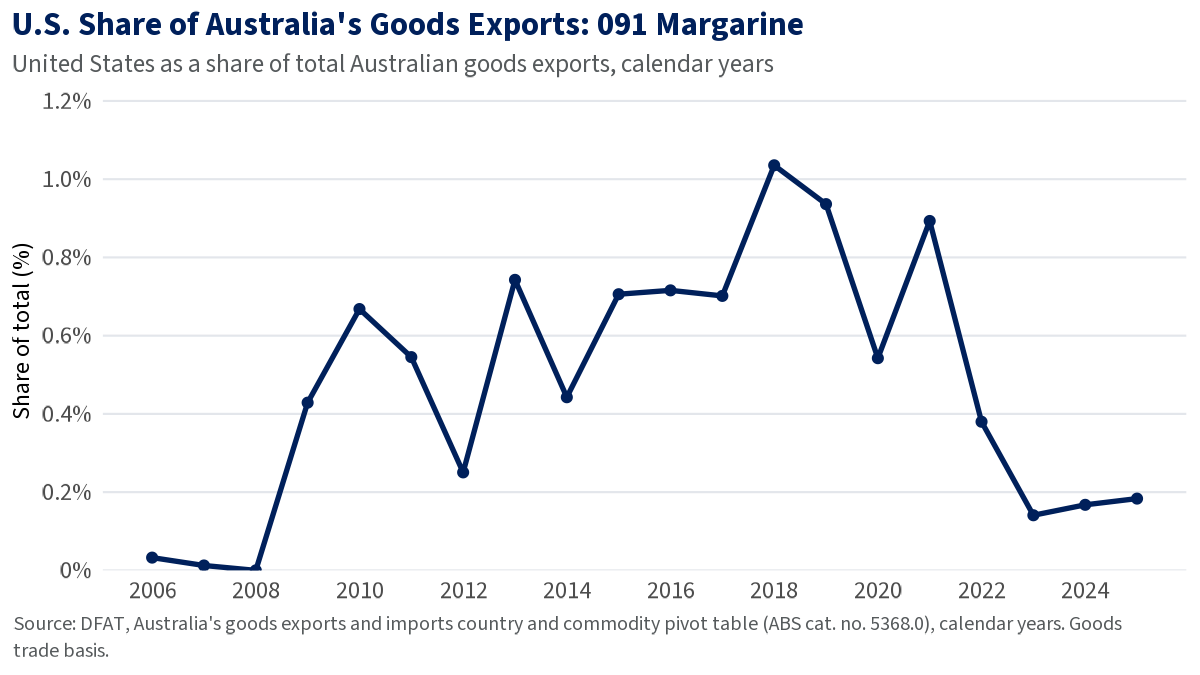 U.S. Share of Australia's Goods Exports: 091 Margarine
United States as a share of total Australian goods exports, calendar years
1.2%
1.0%
0.8%
0.6%
0.4%
0.2%
0%
Share of total (%)
2006 2008 2010 2012 2014 2016 2018 2020 2022 2024
Source: DFAT, Australia's goods exports and imports country and commodity pivot table (ABS cat. no. 5368.0), calendar years. Goods
trade basis.